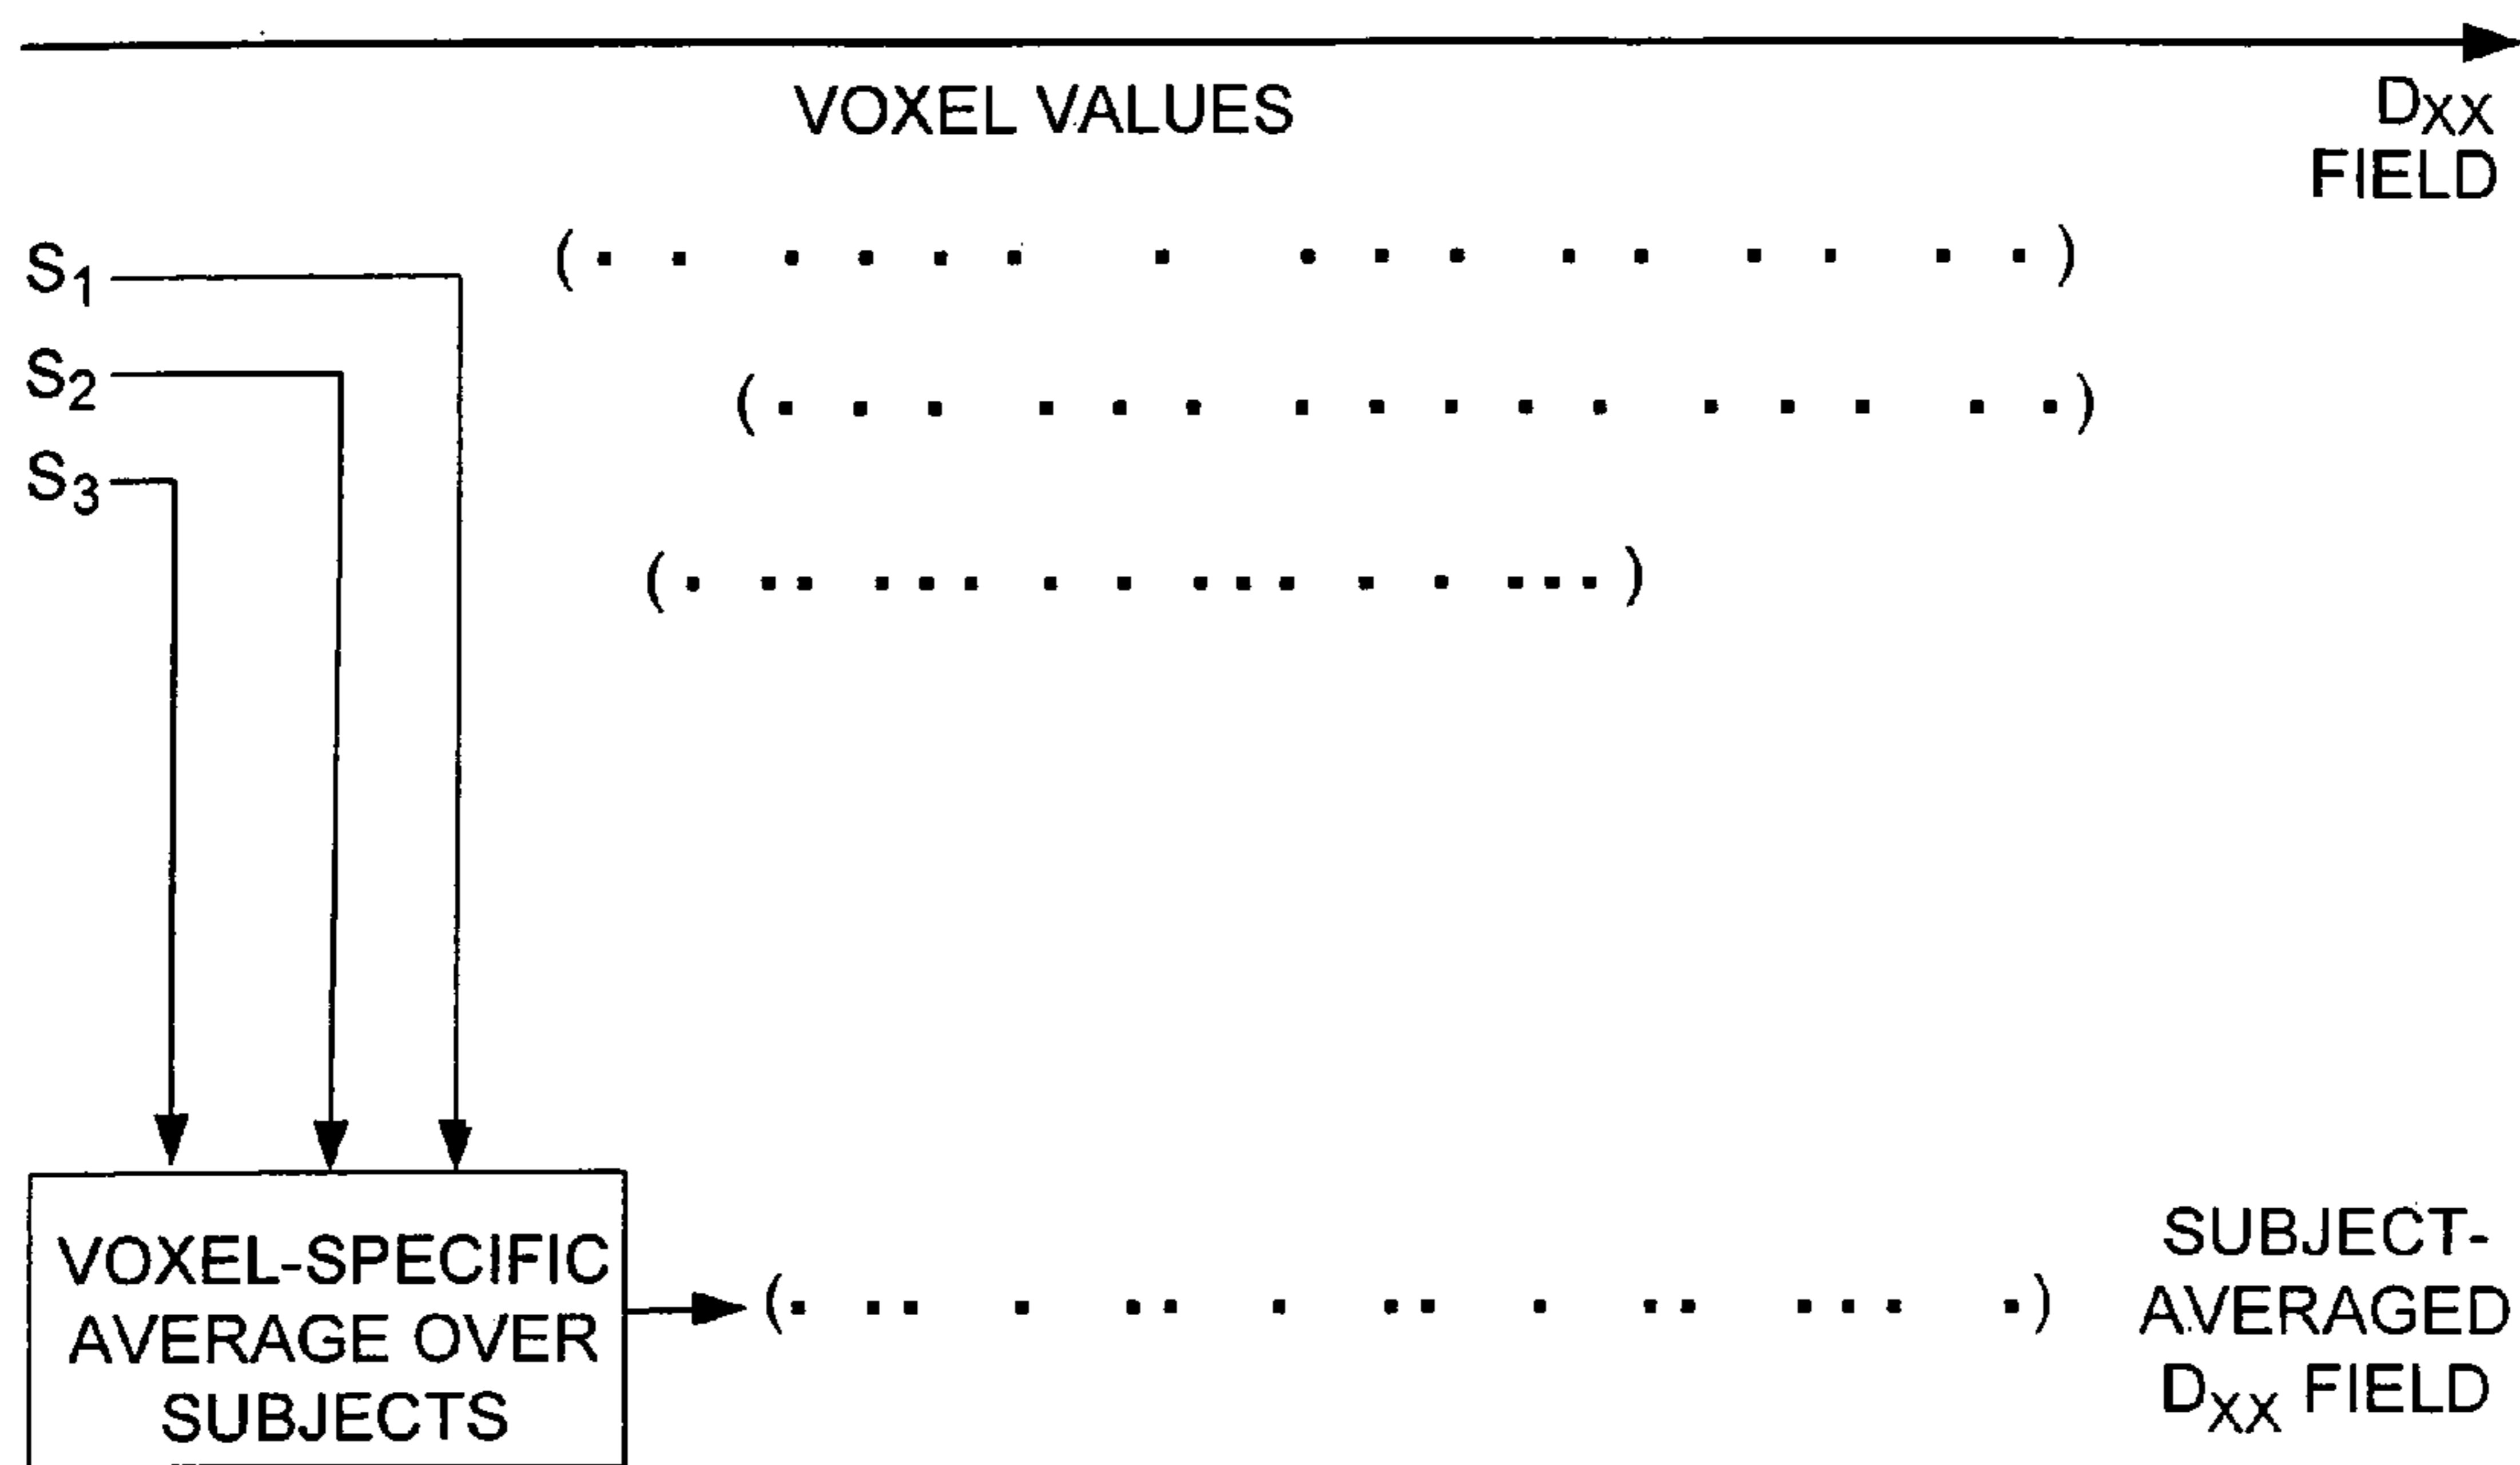 VOXEL VALUES
DXX
FIELD
S1
S2
S3
VOXEL-SPECIFIC
AVERAGE OVER
SUBJECTS
SUBJECT-
AVERAGED
DXX FIELD